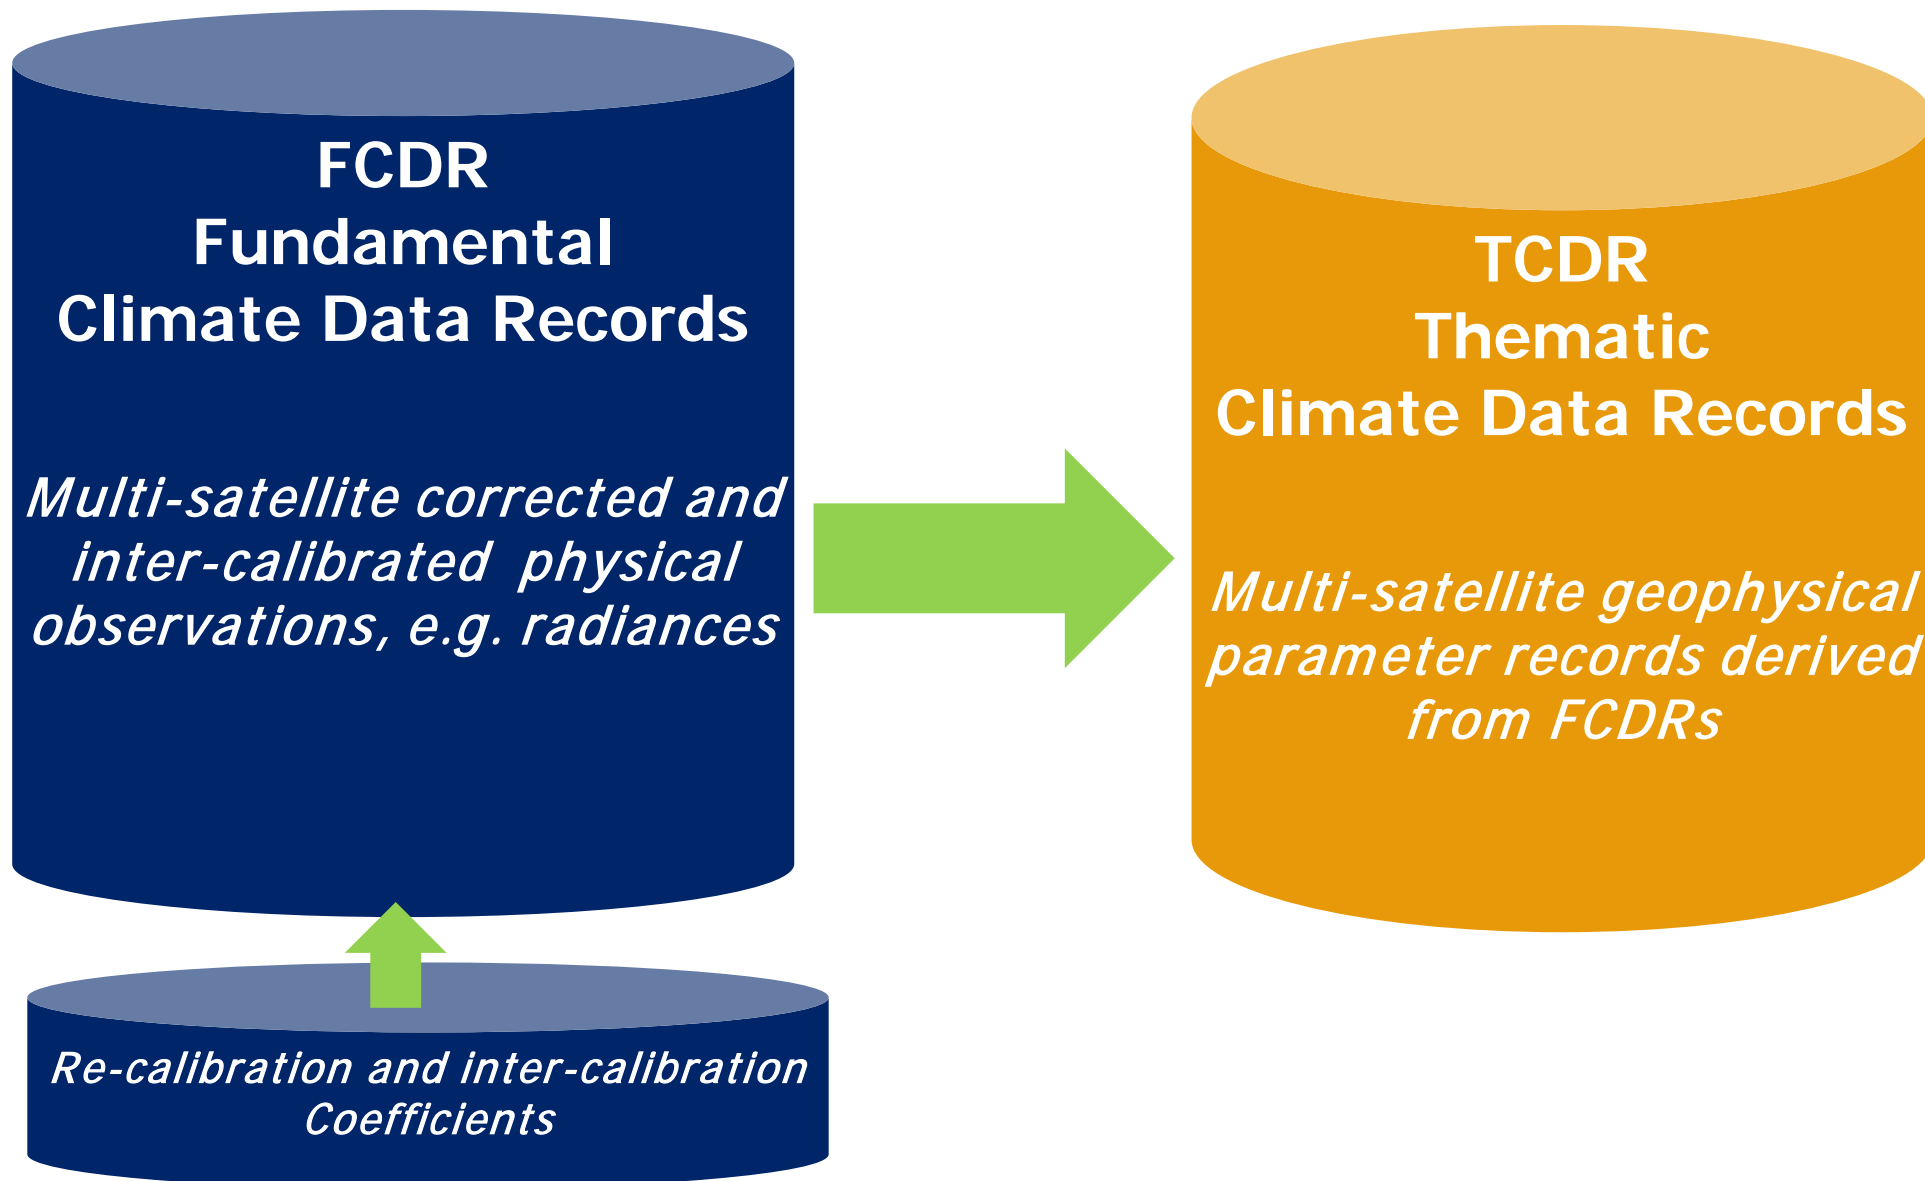 FCDR
Fundamental
Climate Data Records
Multi-satellite corrected and
inter-calibrated physical
observations, e.g. radiances
Re-calibration and inter-calibration
Coefficients
TCDR
Thematic
Climate Data Records
Multi-satellite geophysical
parameter records derived
from FCDRs